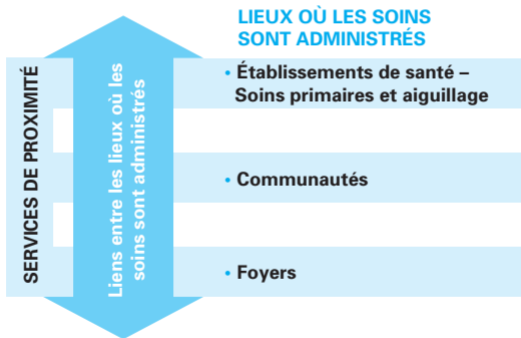 LIEUX OÙ LES SOINS
SONT ADMINISTRÉS
SERVICES DE PROXIMITÉ
Liens entre les lieux où les
soins sont administrés
• Établissements de santé –
Soins primaires et aiguillage
• Communautés
• Foyers